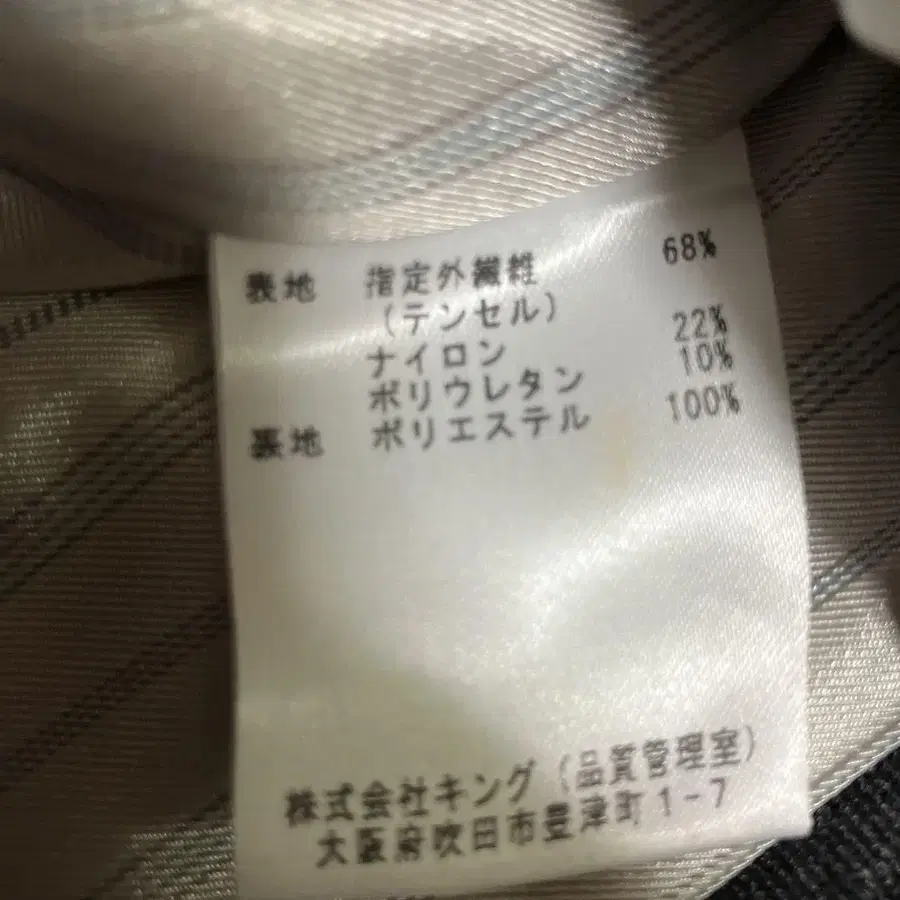 表地 指定外繊維 68%
(テンセル)
ナイロン 22%
ポリウレタン 10%
裏地 ポリエステル 100%
株式会社キング(品質管理室)
大阪府吹田市豊津町1-7